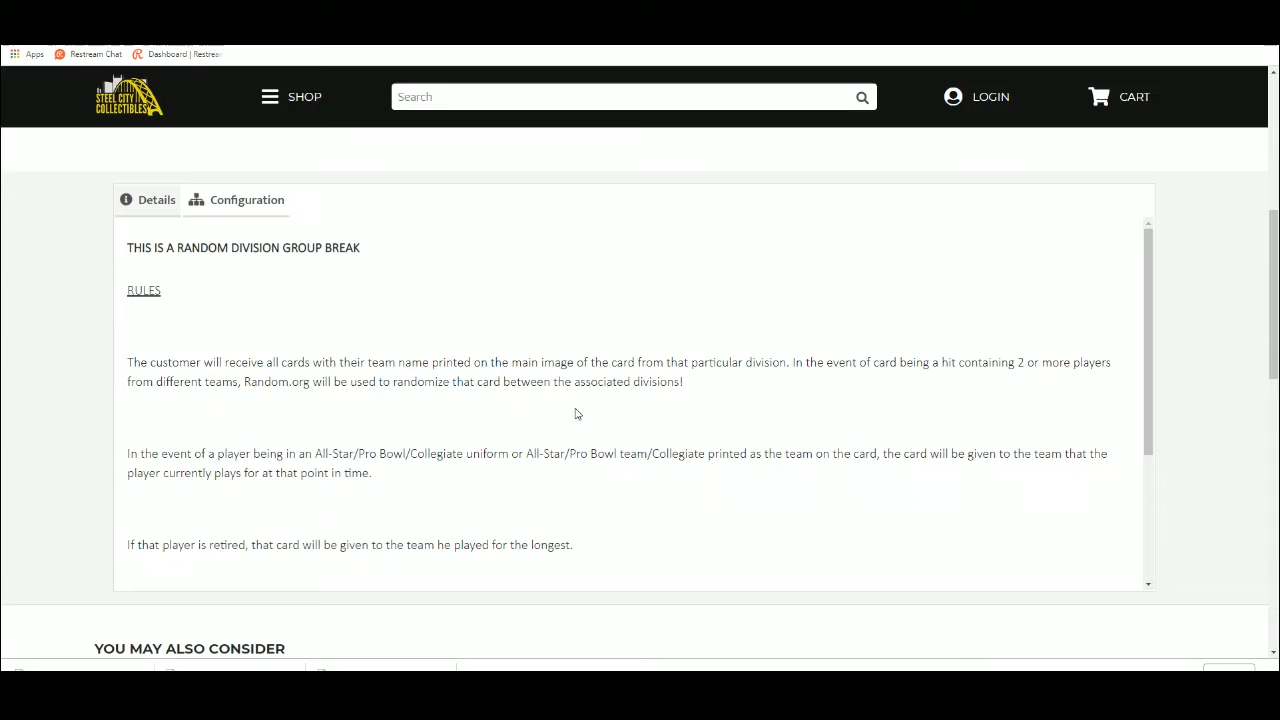 Apps Restream Chat Dashboard | Restrea
STEEL CITY
COLLECTIBLES
SHOP
Search
LOGIN
CART
Details
Configuration
THIS IS A RANDOM DIVISION GROUP BREAK
RULES
The customer will receive all cards with their team name printed on the main image of the card from that particular division. In the event of card being a hit containing 2 or more players
from different teams, Random.org will be used to randomize that card between the associated divisions!
In the event of a player being in an All-Star/Pro Bowl/Collegiate uniform or All-Star/Pro Bowl team/Collegiate printed as the team on the card, the card will be given to the team that the
player currently plays for at that point in time.
If that player is retired, that card will be given to the team he played for the longest.
YOU MAY ALSO CONSIDER